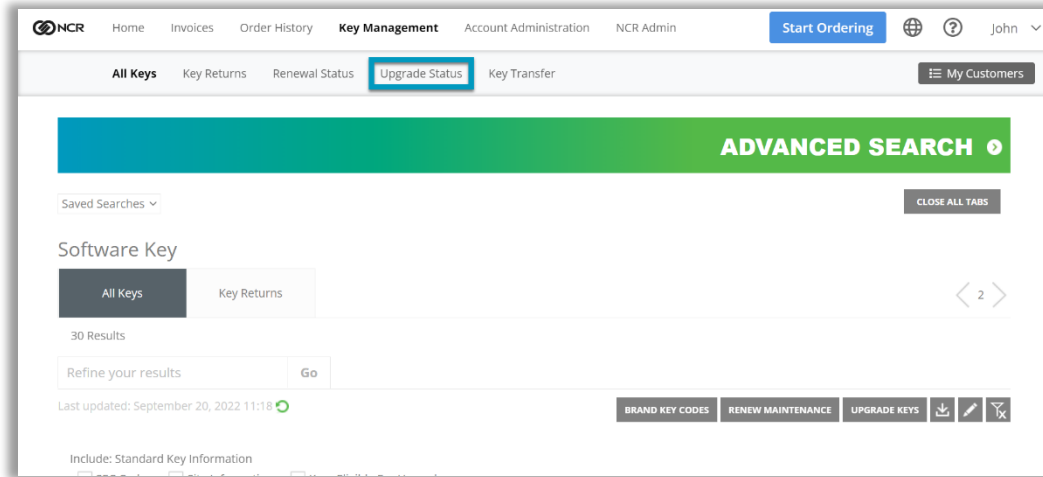 NCR Home Invoices Order History Key Management Account Administration NCR Admin Start Ordering John
All Keys Key Returns Renewal Status Upgrade Status Key Transfer My Customers
ADVANCED SEARCH
Saved Searches CLOSE ALL TABS
Software Key
All Keys Key Returns 2
30 Results
Refine your results Go
Last updated: September 20, 2022 11:18 BRAND KEY CODES RENEW MAINTENANCE UPGRADE KEYS
Include: Standard Key Information